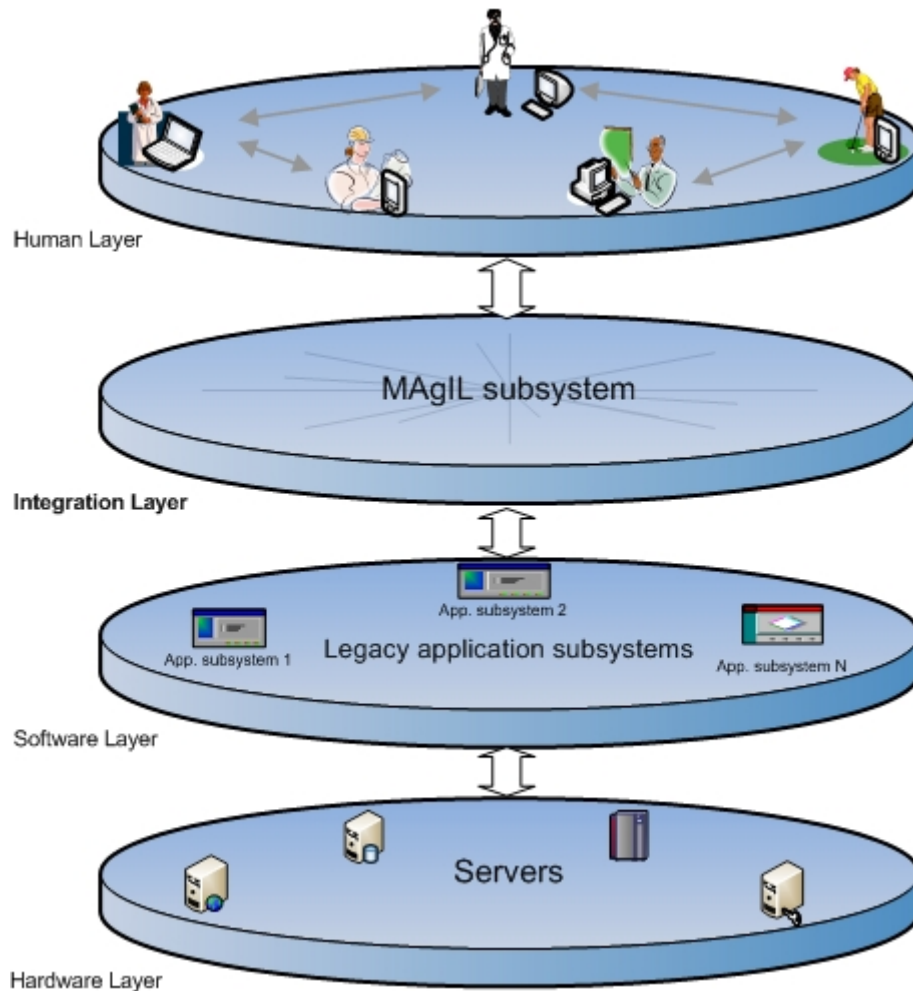 Human Layer
MAgIL subsystem
Integration Layer
App. subsystem 2
App. subsystem 1
Legacy application subsystems
App. subsystem N
Software Layer
Servers
Hardware Layer